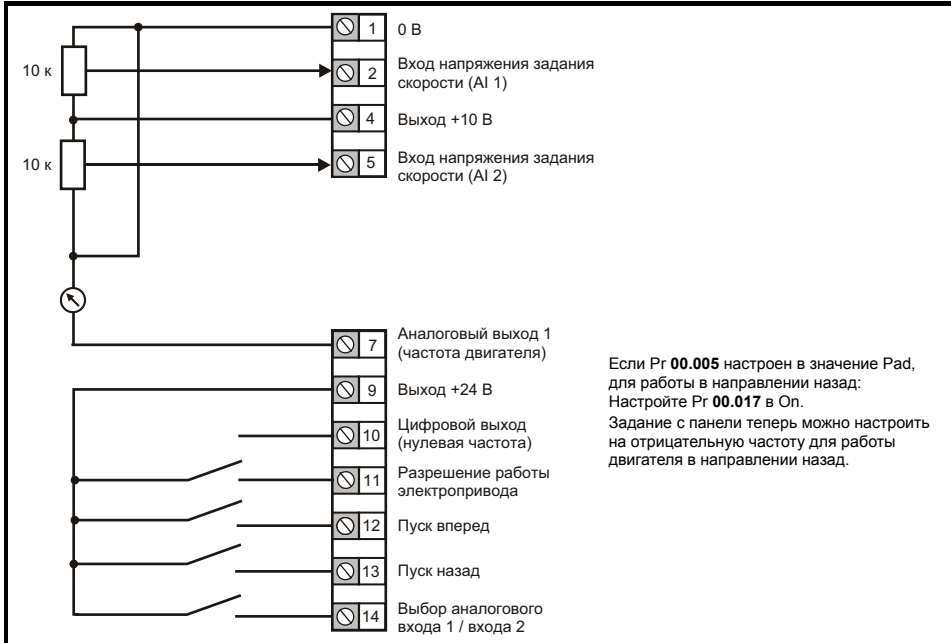 1
0 В
10 к
2
Вход напряжения задания
скорости (AI 1)
4
Выход +10 В
10 к
5
Вход напряжения задания
скорости (AI 2)
7
Аналоговый выход 1
(частота двигателя)
9
Выход +24 В
10
Цифровой выход
(нулевая частота)
11
Разрешение работы
электропривода
12
Пуск вперед
13
Пуск назад
14
Выбор аналогового
входа 1 / входа 2
Если Pr 00.005 настроен в значение Pad,
для работы в направлении назад:
Настройте Pr 00.017 в On.
Задание с панели теперь можно настроить
на отрицательную частоту для работы
двигателя в направлении назад.